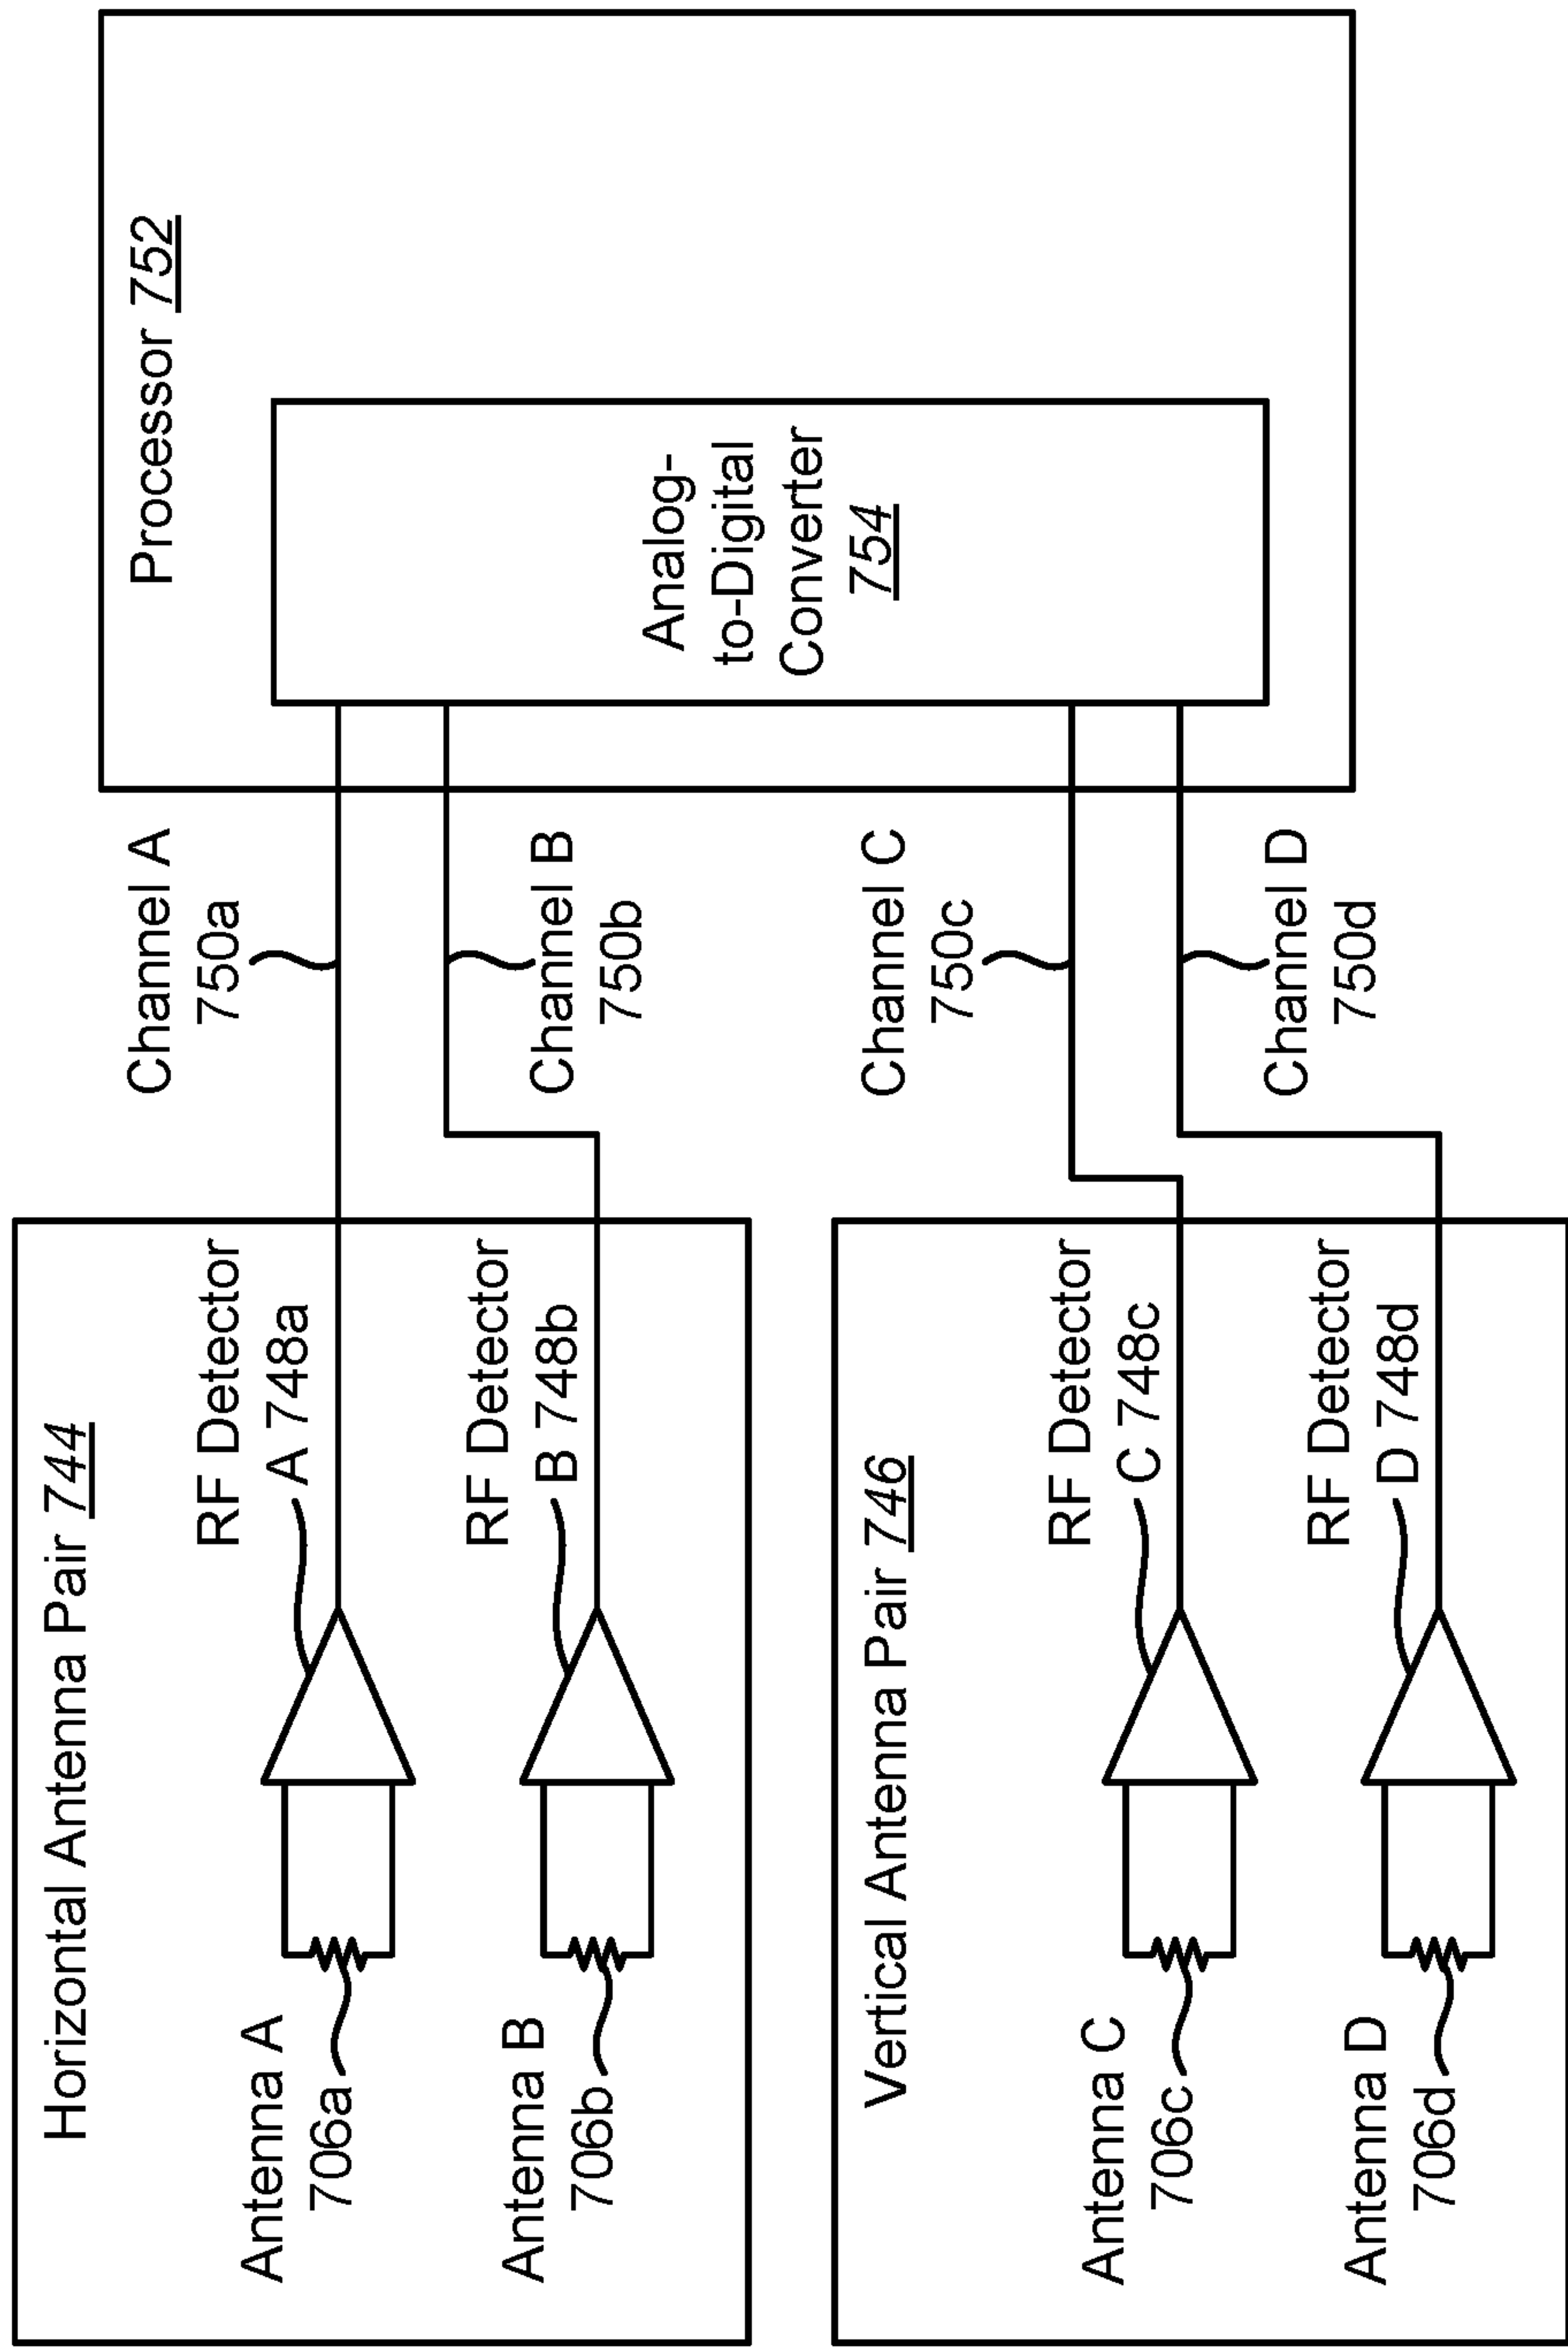 Horizontal Antenna Pair 744
Antenna A
706a
RF Detector
A 748a
Antenna B
706b
RF Detector
B 748b
Vertical Antenna Pair 746
Antenna C
706c
RF Detector
C 748c
Antenna D
706d
RF Detector
D 748d
Channel A
750a
Channel B
750b
Channel C
750c
Channel D
750d
Processor 752
Analog-
to-Digital
Converter
754